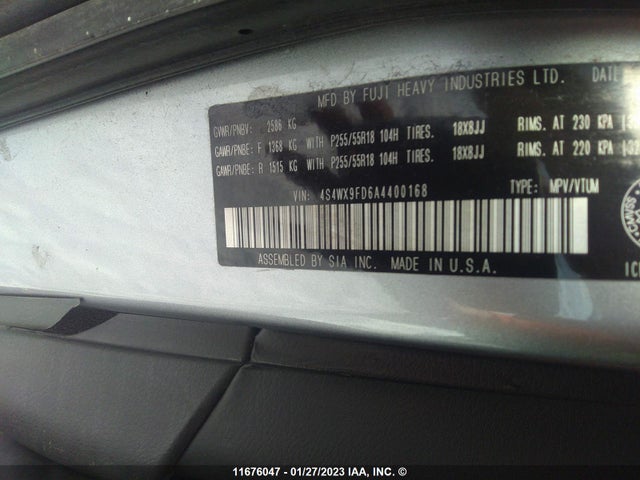 MFD BY FUJI HEAVY INDUSTRIES LTD. DATE
GVWR/PNBV: 2586 KG
GAWR/PNBE: F 1368 KG WITH P255/55R18 104H TIRES. 18X8JJ RIMS. AT 230 KPA
GAWR/PNBE: R 1515 KG WITH P255/55R18 104H TIRES. 18X8JJ RIMS. AT 220 KPA
VIN: 4S4WX9FD6A4400168 TYPE: MPV/VTUM
ASSEMBLED BY SIA INC. MADE IN U.S.A.
11676047 - 01/27/2023 IAA, INC. ©